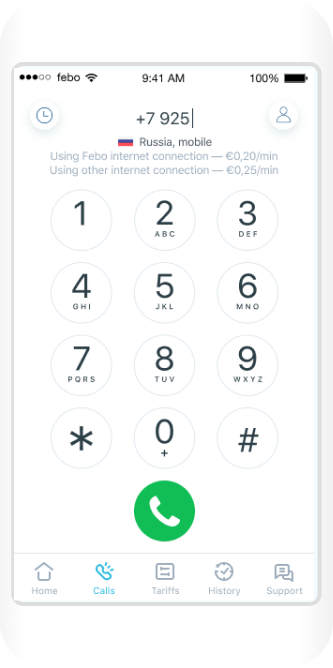 febo 9:41 AM 100%
+7 925
Russia, mobile
Using Febo internet connection — €0,20/min
Using other internet connection — €0,25/min
1 2 3
ABC DEF
4 5 6
GHI JKL MNO
7 8 9
PQRS TUV WXYZ
* 0 #
+
Home Calls Tariffs History Support